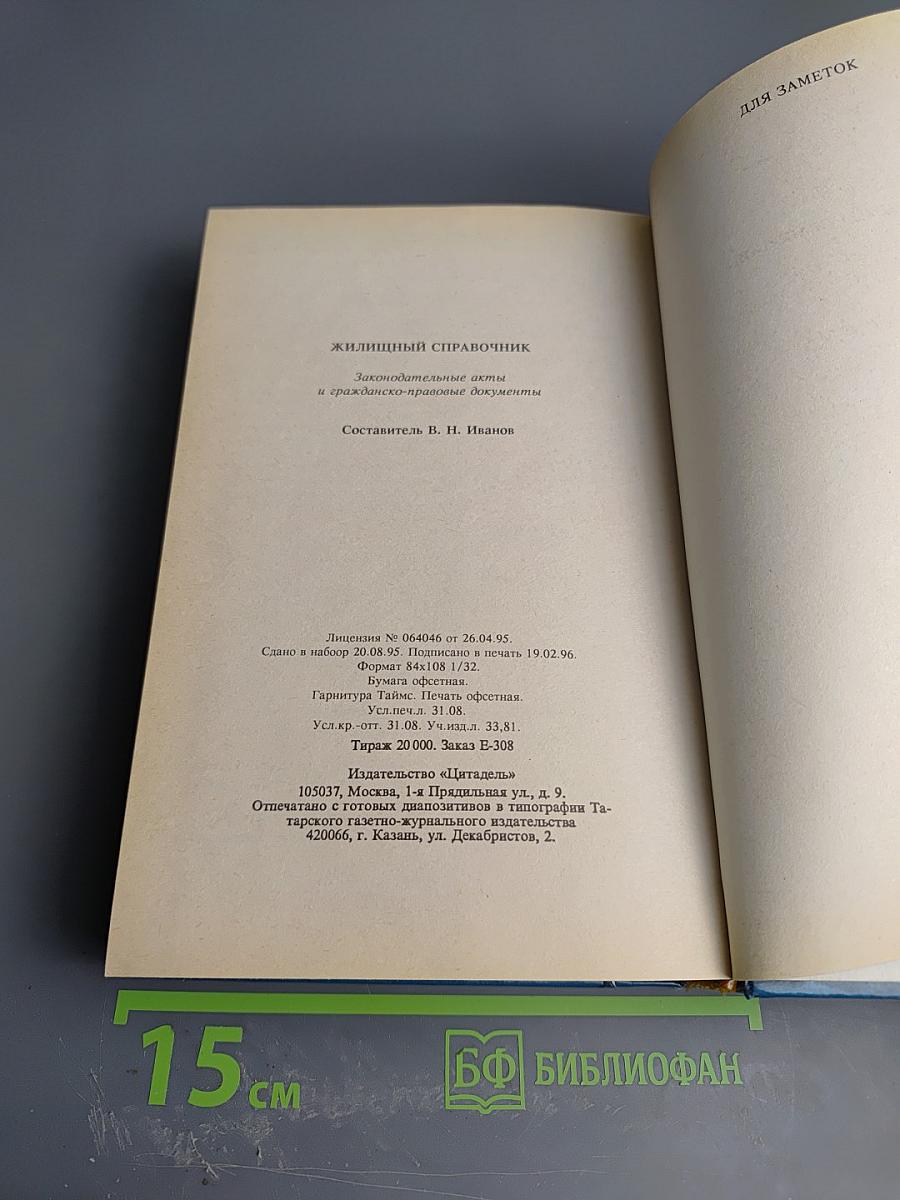 ДЛЯ ЗАМЕТОК
ЖИЛИЩНЫЙ СПРАВОЧНИК
Законодательные акты
и гражданско-правовые документы
Составитель В. Н. Иванов
Лицензия № 064046 от 26.04.95.
Сдано в набоор 20.08.95. Подписано в печать 19.02.96.
Формат 84х108 1/32.
Бумага офсетная.
Гарнитура Таймс. Печать офсетная.
Усл.печ.л. 31.08.
Усл.кр.-отт. 31.08. Уч.изд.л. 33,81.
Тираж 20 000. Заказ Е-308
Издательство «Цитадель»
105037, Москва, 1-я Прядильная ул., д. 9.
Отпечатано с готовых диапозитивов в типографии Та-
тарского газетно-журнального издательства
420066, г. Казань, ул. Декабристов, 2.
15 см
БФ БИБЛИОФАН